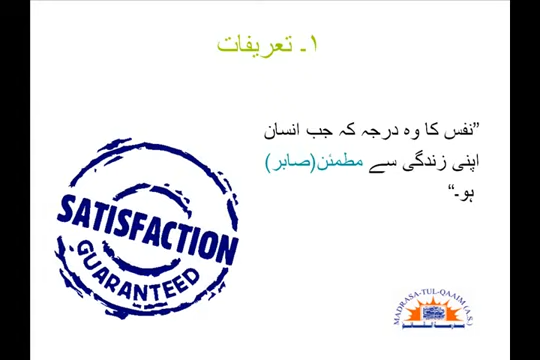 ۱۔ تعریفات
”نفس کا وہ درجہ کہ جب انسان
اپنی زندگی سے مطمئن(صابر)
ہو۔“
SATISFACTION
GUARANTEED
MADRASA-TUL-QAAIM (A.S.)